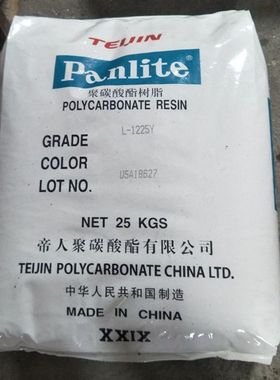 TEIJIN
Panlite®
聚碳酸酯树脂
POLYCARBONATE RESIN
GRADE L-1225Y
COLOR
LOT NO. U5A18627
NET 25 KGS
帝人聚碳酸酯有限公司
TEIJIN POLYCARBONATE CHINA LTD.
中华人民共和国制造
MADE IN CHINA
XXIX